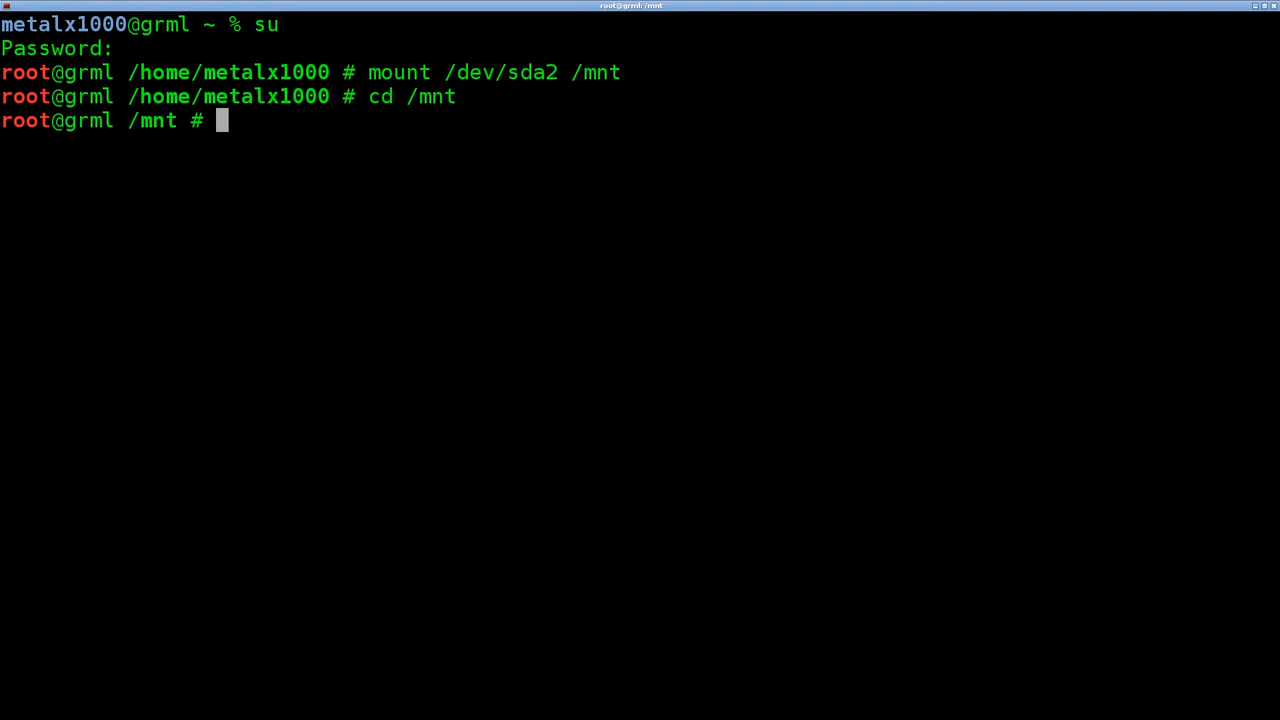 root@grml: /mnt
metalx1000@grml ~ % su
Password:
root@grml /home/metalx1000 # mount /dev/sda2 /mnt
root@grml /home/metalx1000 # cd /mnt
root@grml /mnt #